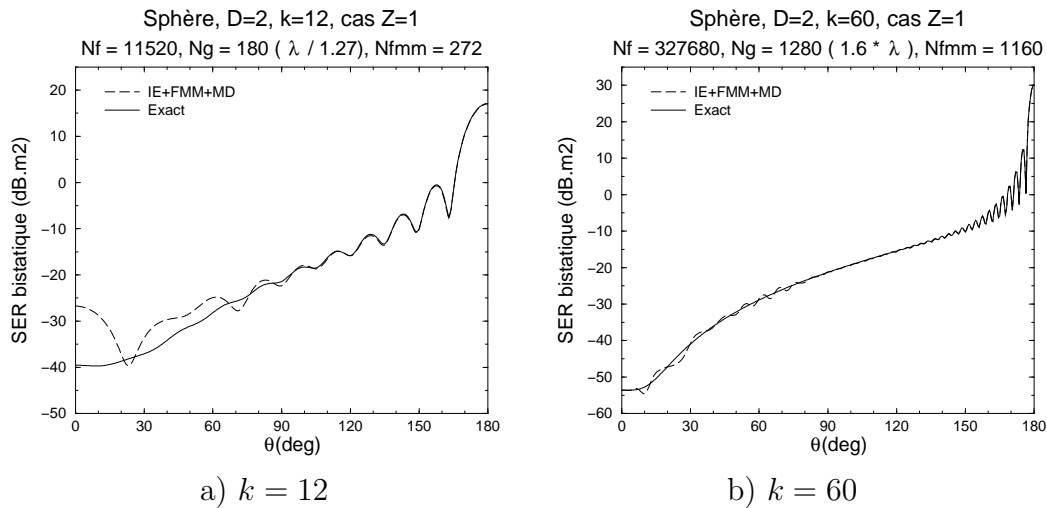 Sphère, D=2, k=12, cas Z=1
Nf = 11520, Ng = 180 ( λ / 1.27), Nfmm = 272
20
10
0
−10
−20
−30
−40
−50
SER bistatique (dB.m2)
IE+FMM+MD
Exact
0 30 60 90 120 150 180
θ(deg)
a) k = 12
Sphère, D=2, k=60, cas Z=1
Nf = 327680, Ng = 1280 ( 1.6 * λ ), Nfmm = 1160
30
20
10
0
−10
−20
−30
−40
−50
−60
SER bistatique (dB.m2)
IE+FMM+MD
Exact
0 30 60 90 120 150 180
θ(deg)
b) k = 60